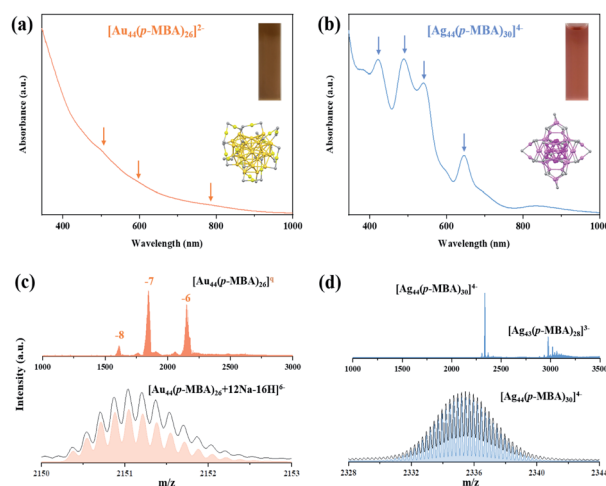 (a)
[Au44(p-MBA)26]2-
Absorbance (a.u.)
400 600 800 1000
Wavelength (nm)
(b)
[Ag44(p-MBA)30]4-
Absorbance (a.u.)
400 600 800 1000
Wavelength (nm)
(c)
[Au44(p-MBA)26]q
-8
-7
-6
1000 1500 2000 2500 3000
Intensity (a.u.)
[Au44(p-MBA)26+12Na-16H]6-
2150 2151 2152 2153
m/z
(d)
[Ag44(p-MBA)30]4-
[Ag43(p-MBA)28]3-
1000 1500 2000 2500 3000 3500
[Ag44(p-MBA)30]4-
2328 2332 2336 2340 2344
m/z